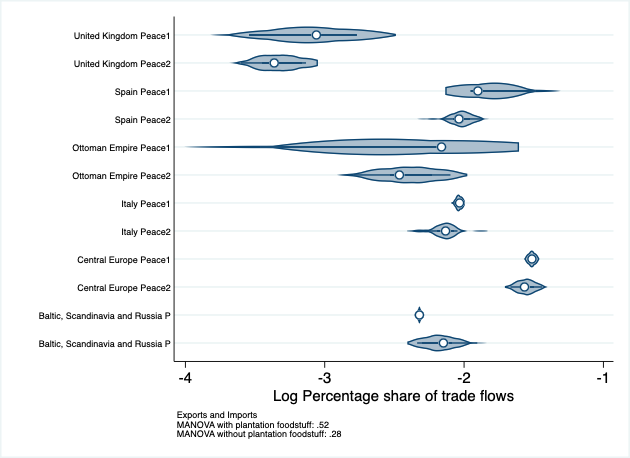 United Kingdom Peace1
United Kingdom Peace2
Spain Peace1
Spain Peace2
Ottoman Empire Peace1
Ottoman Empire Peace2
Italy Peace1
Italy Peace2
Central Europe Peace1
Central Europe Peace2
Baltic, Scandinavia and Russia P
Baltic, Scandinavia and Russia P
-4 -3 -2 -1
Log Percentage share of trade flows
Exports and Imports
MANOVA with plantation foodstuff: .52
MANOVA without plantation foodstuff: .28